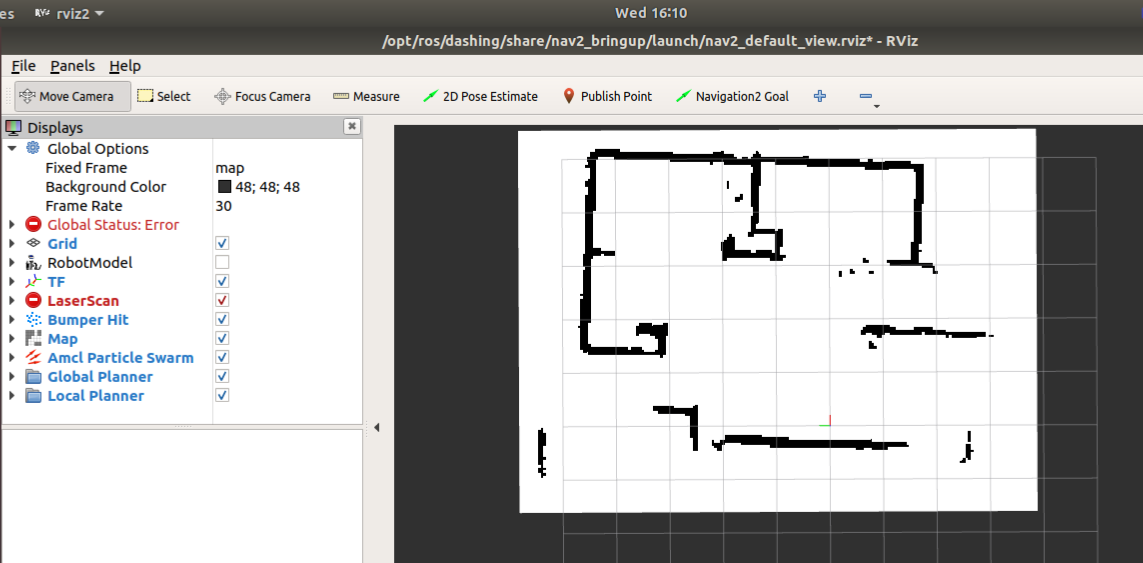 es rviz2 Wed 16:10
/opt/ros/dashing/share/nav2_bringup/launch/nav2_default_view.rviz* - RViz
File Panels Help
Move Camera Select Focus Camera Measure 2D Pose Estimate Publish Point Navigation2 Goal
Displays
Global Options
Fixed Frame map
Background Color 48; 48; 48
Frame Rate 30
Global Status: Error
Grid
RobotModel
TF
LaserScan
Bumper Hit
Map
Amcl Particle Swarm
Global Planner
Local Planner